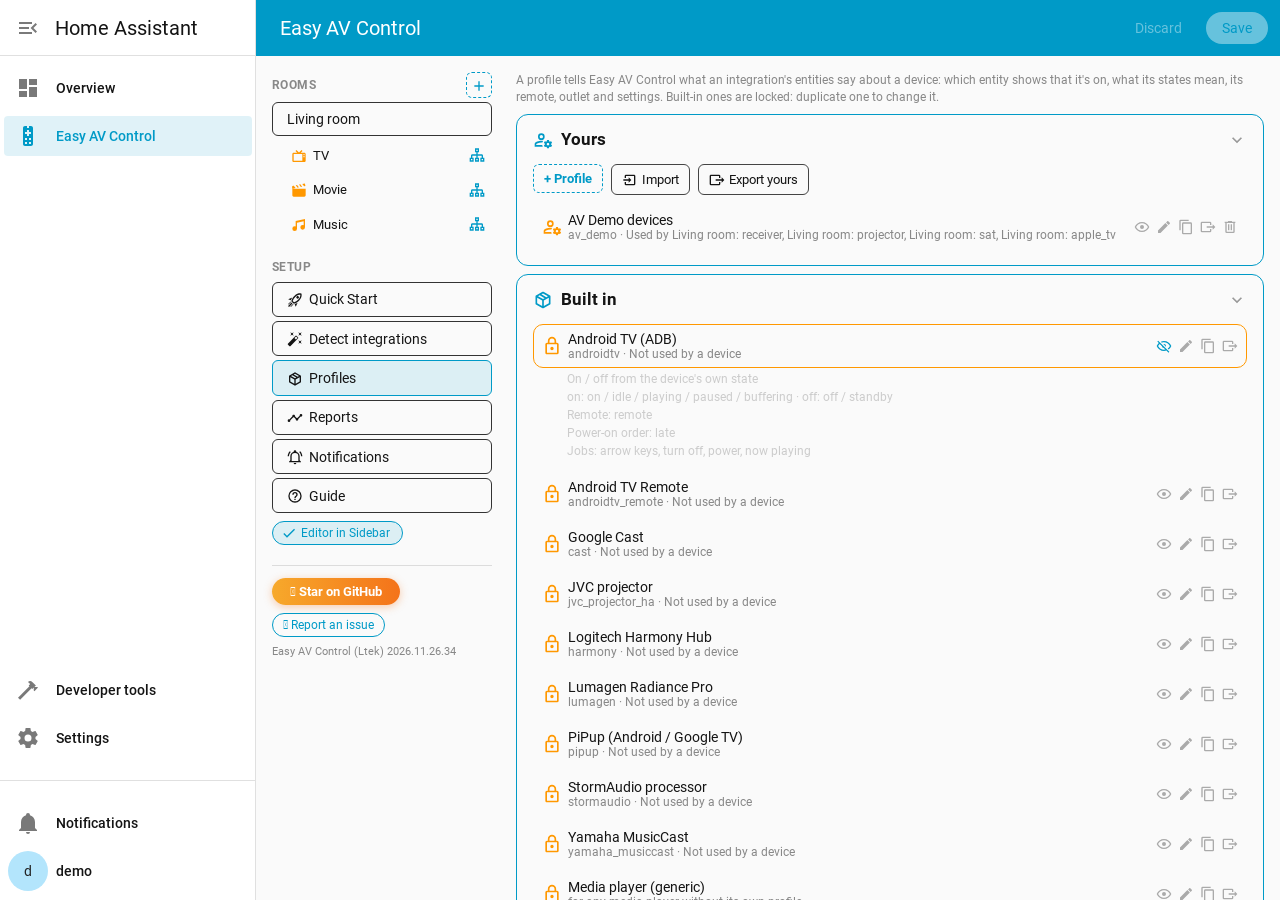 Home Assistant
Easy AV Control
Discard
Save
Overview
Easy AV Control
Developer tools
Settings
Notifications
d
demo
ROOMS
Living room
TV
Movie
Music
SETUP
Quick Start
Detect integrations
Profiles
Reports
Notifications
Guide
Editor in Sidebar
Star on GitHub
Report an issue
Easy AV Control (Ltek) 2026.11.26.34
A profile tells Easy AV Control what an integration's entities say about a device: which entity shows that it's on, what its states mean, its
remote, outlet and settings. Built-in ones are locked: duplicate one to change it.
Yours
+ Profile
Import
Export yours
AV Demo devices
av_demo · Used by Living room: receiver, Living room: projector, Living room: sat, Living room: apple_tv
Built in
Android TV (ADB)
androidtv · Not used by a device
On / off from the device's own state
on: on / idle / playing / paused / buffering · off: off / standby
Remote: remote
Power-on order: late
Jobs: arrow keys, turn off, power, now playing
Android TV Remote
androidtv_remote · Not used by a device
Google Cast
cast · Not used by a device
JVC projector
jvc_projector_ha · Not used by a device
Logitech Harmony Hub
harmony · Not used by a device
Lumagen Radiance Pro
lumagen · Not used by a device
PiPup (Android / Google TV)
pipup · Not used by a device
StormAudio processor
stormaudio · Not used by a device
Yamaha MusicCast
yamaha_musiccast · Not used by a device
Media player (generic)